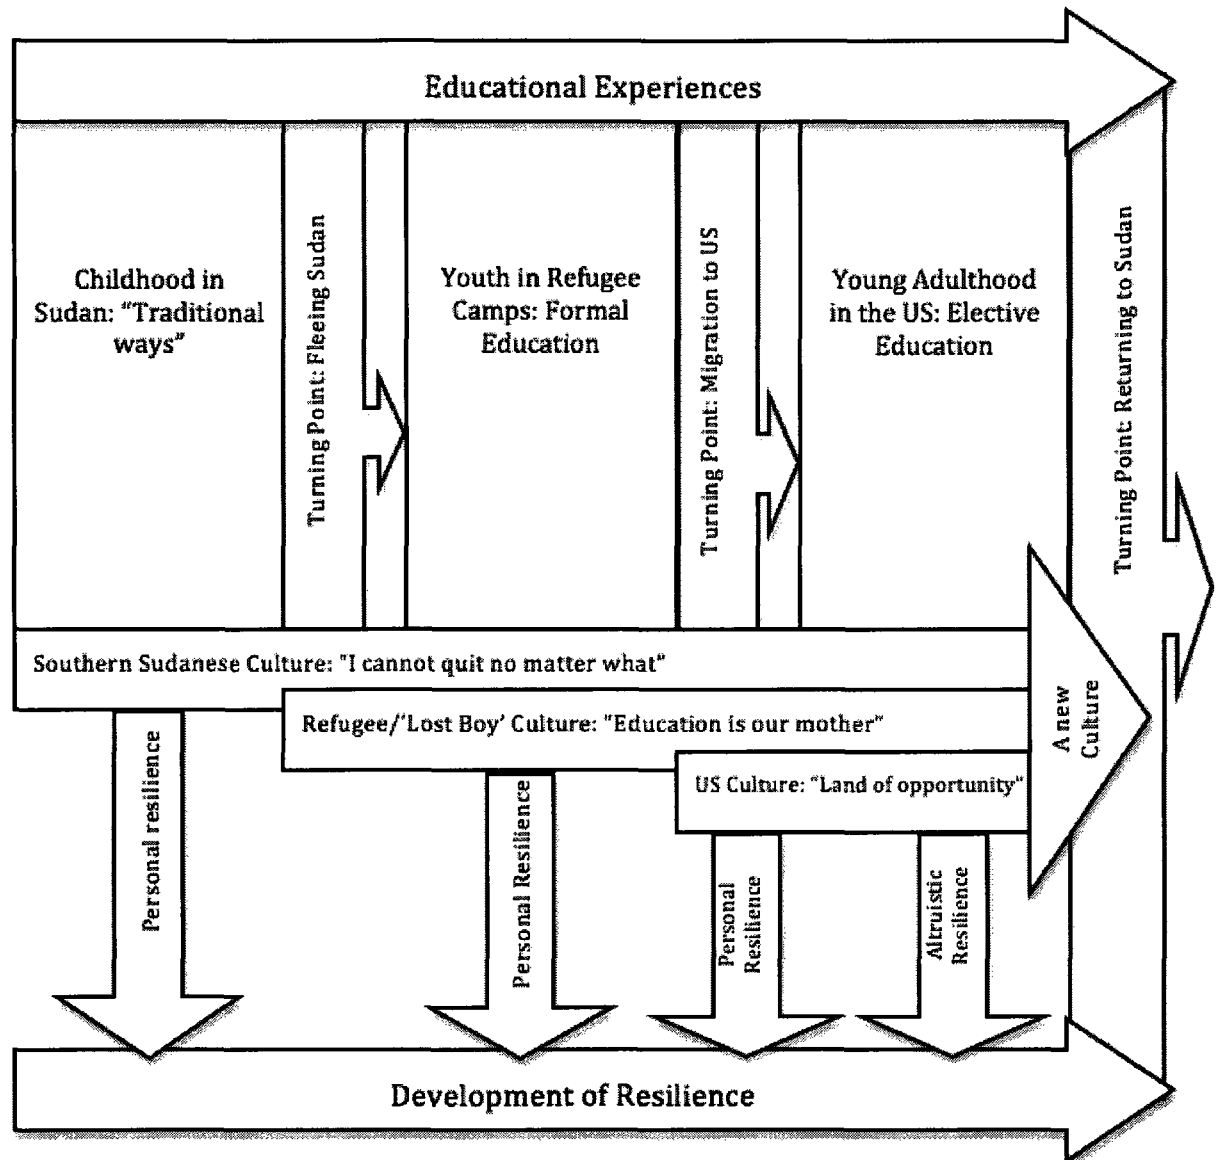 Educational Experiences
Childhood in
Sudan: "Traditional
ways"
Turning Point: Fleeing Sudan
Youth in Refugee
Camps: Formal
Education
Turning Point: Migration to US
Young Adulthood
in the US: Elective
Education
Turning Point: Returning to Sudan
Southern Sudanese Culture: "I cannot quit no matter what"
Refugee/'Lost Boy' Culture: "Education is our mother"
US Culture: "Land of opportunity"
A new
Culture
Personal resilience
Personal Resilience
Personal
Resilience
Altruistic
Resilience
Development of Resilience